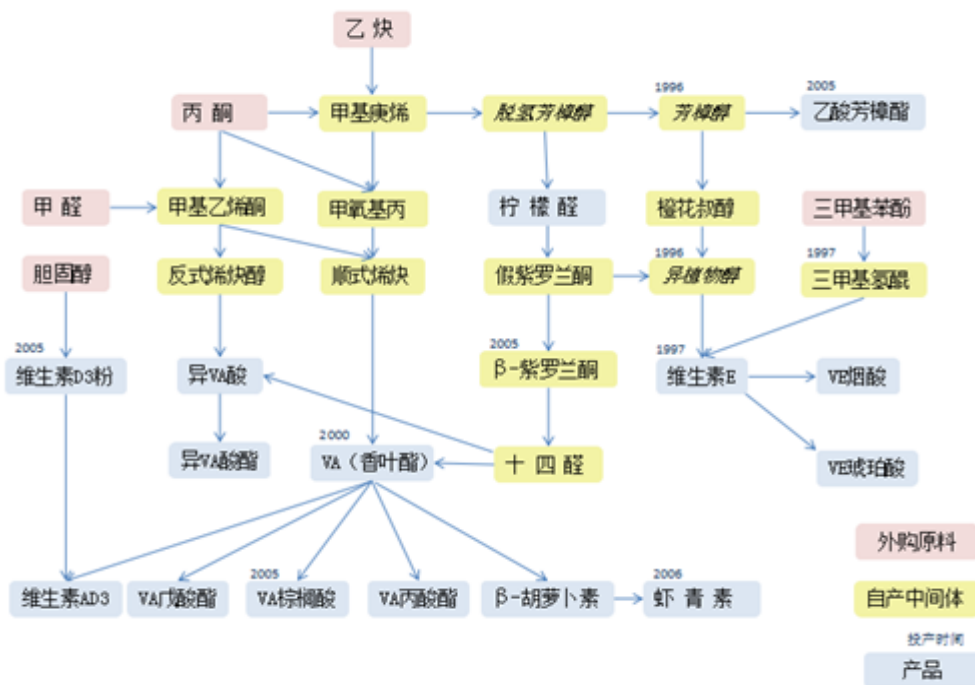 乙 炔
1996
2005
丙 酮
甲基庚烯
脱氢芳樟醇
芳樟醇
乙酸芳樟酯
甲 醛
甲基乙烯酮
甲氧基丙
柠 檬 醛
橙花叔醇
三甲基苯酚
1996
1997
胆固醇
反式烯炔醇
顺式烯炔
假紫罗兰酮
异植物醇
三甲基氢醌
2005
2005
1997
维生素D3粉
异VA酸
β-紫罗兰酮
维生素E
VE烟酸
2000
异VA酸酯
VA（香叶酯）
十 四 醛
VE琥珀酸
外购原料
2005
2006
维生素AD3
VA戊酸酯
VA棕榈酸
VA丙酸酯
β-胡萝卜素
虾 青 素
自产中间体
投产时间
产品